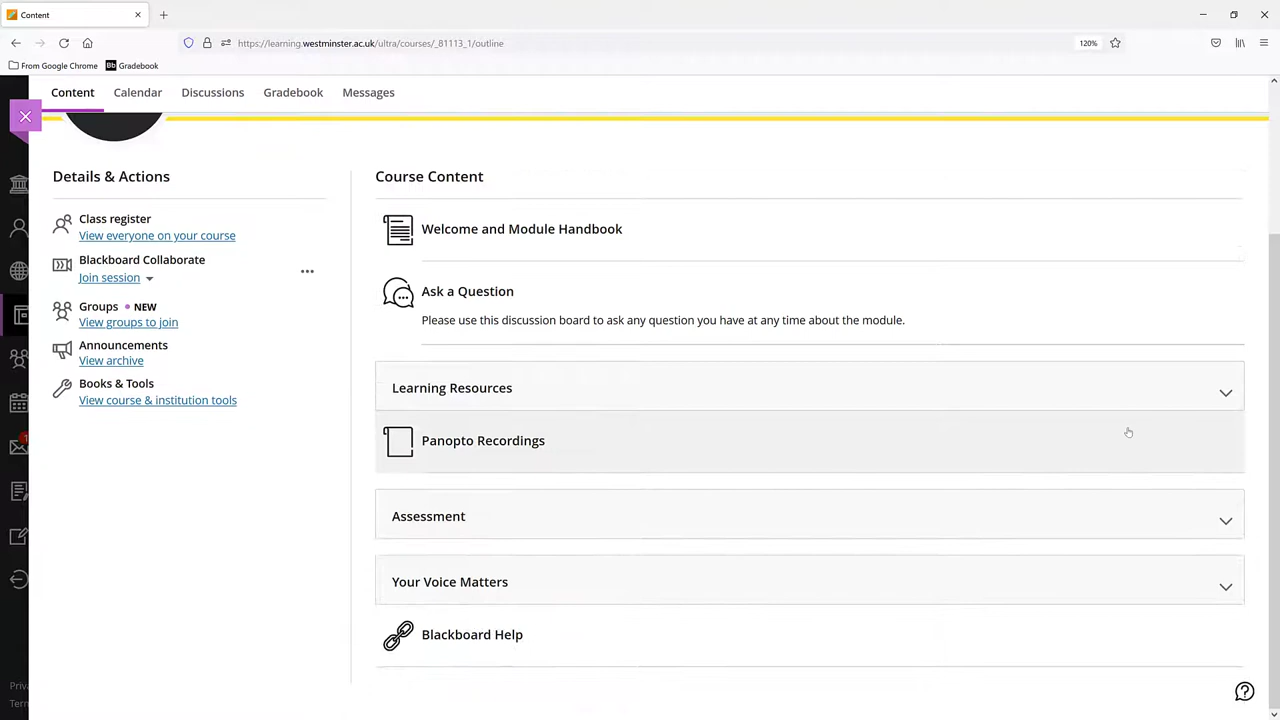 Content
https://learning.westminster.ac.uk/ultra/courses/_81113_1/outline
120%
From Google Chrome
Bb
Gradebook
Content
Calendar
Discussions
Gradebook
Messages
Details & Actions
Class register
View everyone on your course
Blackboard Collaborate
Join session
Groups
NEW
View groups to join
Announcements
View archive
Books & Tools
View course & institution tools
1
Priva
Term
Course Content
Welcome and Module Handbook
Ask a Question
Please use this discussion board to ask any question you have at any time about the module.
Learning Resources
Panopto Recordings
Assessment
Your Voice Matters
Blackboard Help